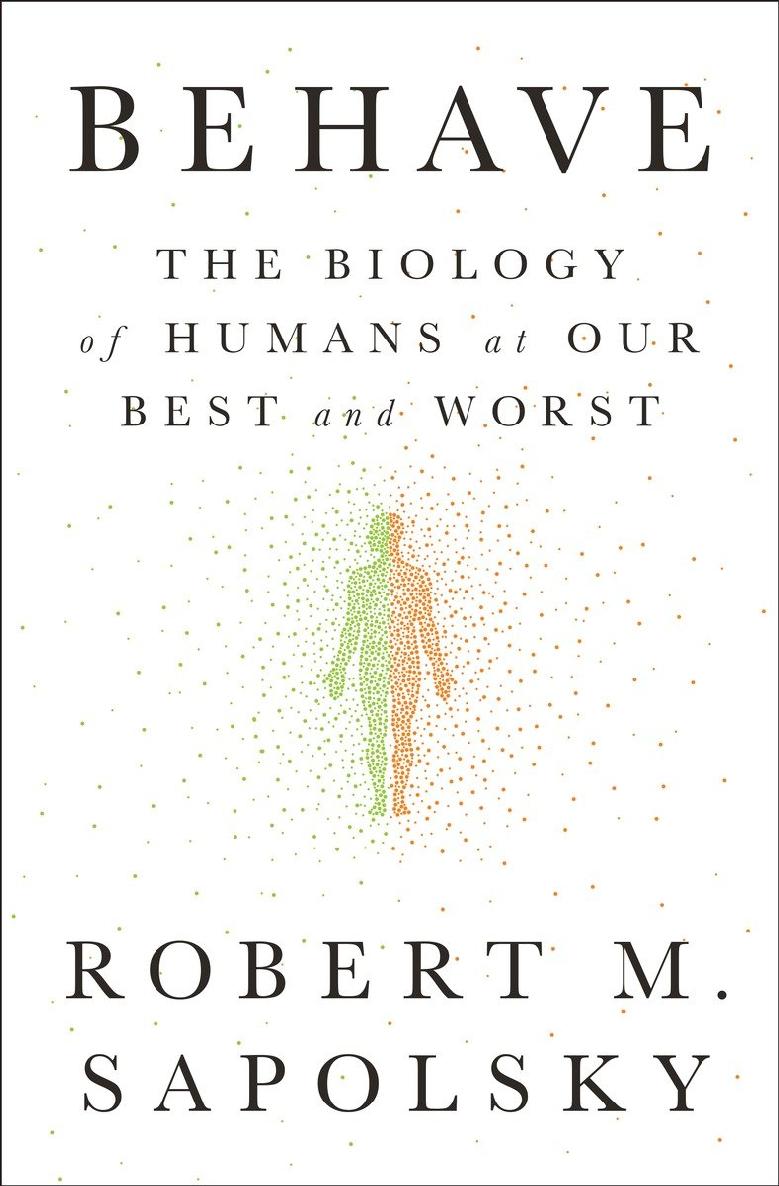 BEHAVE
THE BIOLOGY
of HUMANS at OUR
BEST and WORST
ROBERT M.
SAPOLSKY